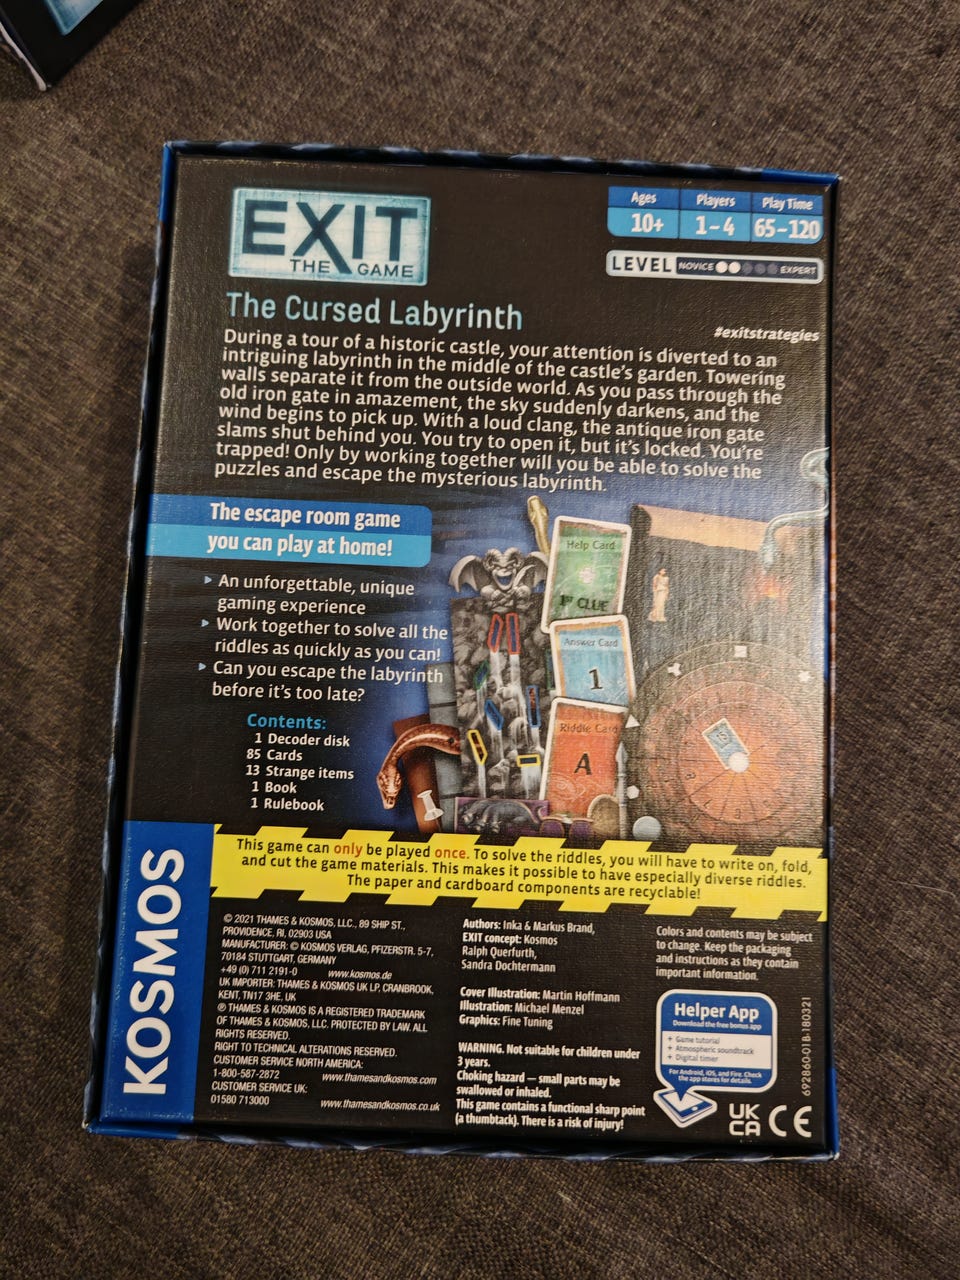 EXIT
THE GAME
Ages
10+
Players
1-4
Play Time
65-120
LEVEL NOVICE EXPERT
#exitstrategies
The Cursed Labyrinth
During a tour of a historic castle, your attention is diverted to an
intriguing labyrinth in the middle of the castle's garden. Towering
walls separate it from the outside world. As you pass through the
old iron gate in amazement, the sky suddenly darkens, and the
wind begins to pick up. With a loud clang, the antique iron gate
slams shut behind you. You try to open it, but it's locked. You're
trapped! Only by working together will you be able to solve the
puzzles and escape the mysterious labyrinth.
The escape room game
you can play at home!
▸ An unforgettable, unique
gaming experience
▸ Work together to solve all the
riddles as quickly as you can!
▸ Can you escape the labyrinth
before it's too late?
Contents:
1 Decoder disk
85 Cards
13 Strange items
1 Book
1 Rulebook
Help Card
1ST CLUE
Answer Card
1
Riddle Card
A
This game can only be played once. To solve the riddles, you will have to write on, fold,
and cut the game materials. This makes it possible to have especially diverse riddles.
The paper and cardboard components are recyclable!
KOSMOS
© 2021 THAMES & KOSMOS, LLC., 89 SHIP ST.,
PROVIDENCE, RI, 02903 USA
MANUFACTURER: © KOSMOS VERLAG, PFIZERSTR. 5-7,
70184 STUTTGART, GERMANY
+49 (0) 711 2191-0 www.kosmos.de
UK IMPORTER: THAMES & KOSMOS UK LP, CRANBROOK,
KENT, TN17 3HE, UK
® THAMES & KOSMOS IS A REGISTERED TRADEMARK
OF THAMES & KOSMOS, LLC. PROTECTED BY LAW. ALL
RIGHTS RESERVED.
RIGHT TO TECHNICAL ALTERATIONS RESERVED.
CUSTOMER SERVICE NORTH AMERICA:
1-800-587-2872 www.thamesandkosmos.com
CUSTOMER SERVICE UK:
01580 713000 www.thamesandkosmos.co.uk
Authors: Inka & Markus Brand,
EXIT concept: Kosmos
Ralph Querfurth,
Sandra Dochtermann
Cover Illustration: Martin Hoffmann
Illustration: Michael Menzel
Graphics: Fine Tuning
WARNING. Not suitable for children under
3 years.
Choking hazard — small parts may be
swallowed or inhaled.
This game contains a functional sharp point
(a thumbtack). There is a risk of injury!
Colors and contents may be subject
to change. Keep the packaging
and instructions as they contain
important information.
Helper App
Download the free bonus app
+ Game tutorial
+ Atmospheric soundtrack
+ Digital timer
For Android, iOS, and Fire. Check
the app stores for details.
UK
CA CE
692860-01B-180321